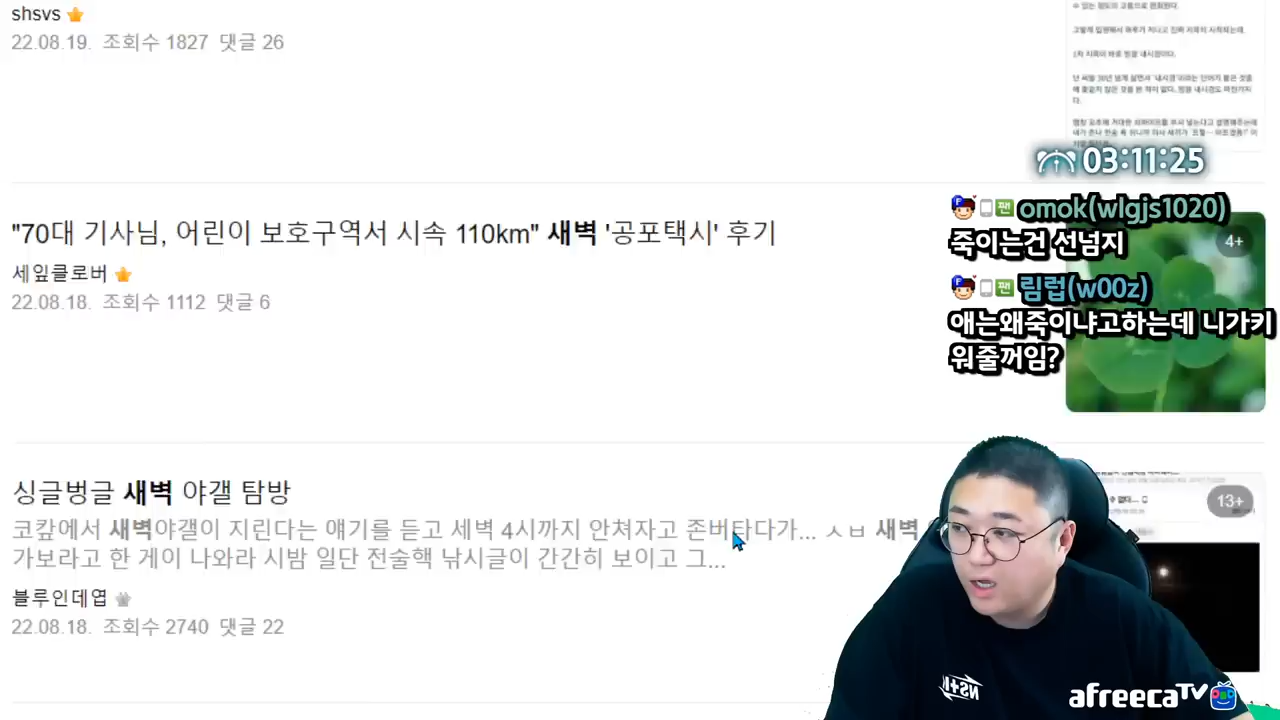 shsvs
22.08.19. 조회수 1827 댓글 26
03:11:25
"70대 기사님, 어린이 보호구역서 시속 110km" 새벽 '공포택시' 후기
세잎클로버
22.08.18. 조회수 1112 댓글 6
4+
omok(wlgjs1020)
죽이는건 선넘지
림럽(w00z)
얘는왜죽이냐고하는데 니가키
워줄꺼임?
싱글벙글 새벽 야갤 탐방
코캎에서 새벽야갤이 지린다는 얘기를 듣고 세벽 4시까지 안쳐자고 존버타다가... ㅅㅂ 새벽
가보라고 한 게이 나와라 시밤 일단 전술핵 낚시글이 간간히 보이고 그...
블루인데엽
22.08.18. 조회수 2740 댓글 22
13+
afreecaTV